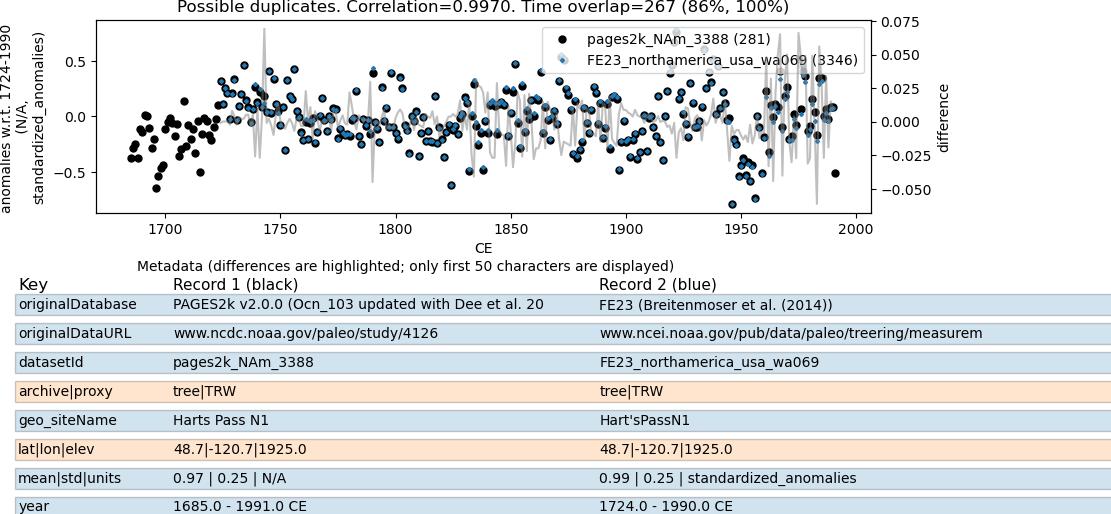 Possible duplicates. Correlation=0.9970. Time overlap=267 (86%, 100%)
anomalies w.r.t. 1724-1990
(N/A,
standardized_anomalies)
0.5
0.0
−0.5
pages2k_NAm_3388 (281)
FE23_northamerica_usa_wa069 (3346)
0.075
0.050
0.025
0.000
−0.025
−0.050
difference
1700 1750 1800 1850 1900 1950 2000
CE
Metadata (differences are highlighted; only first 50 characters are displayed)
Key Record 1 (black) Record 2 (blue)
originalDatabase PAGES2k v2.0.0 (Ocn_103 updated with Dee et al. 20 FE23 (Breitenmoser et al. (2014))
originalDataURL www.ncdc.noaa.gov/paleo/study/4126 www.ncei.noaa.gov/pub/data/paleo/treering/measurem
datasetId pages2k_NAm_3388 FE23_northamerica_usa_wa069
archive|proxy tree|TRW tree|TRW
geo_siteName Harts Pass N1 Hart'sPassN1
lat|lon|elev 48.7|-120.7|1925.0 48.7|-120.7|1925.0
mean|std|units 0.97 | 0.25 | N/A 0.99 | 0.25 | standardized_anomalies
year 1685.0 - 1991.0 CE 1724.0 - 1990.0 CE